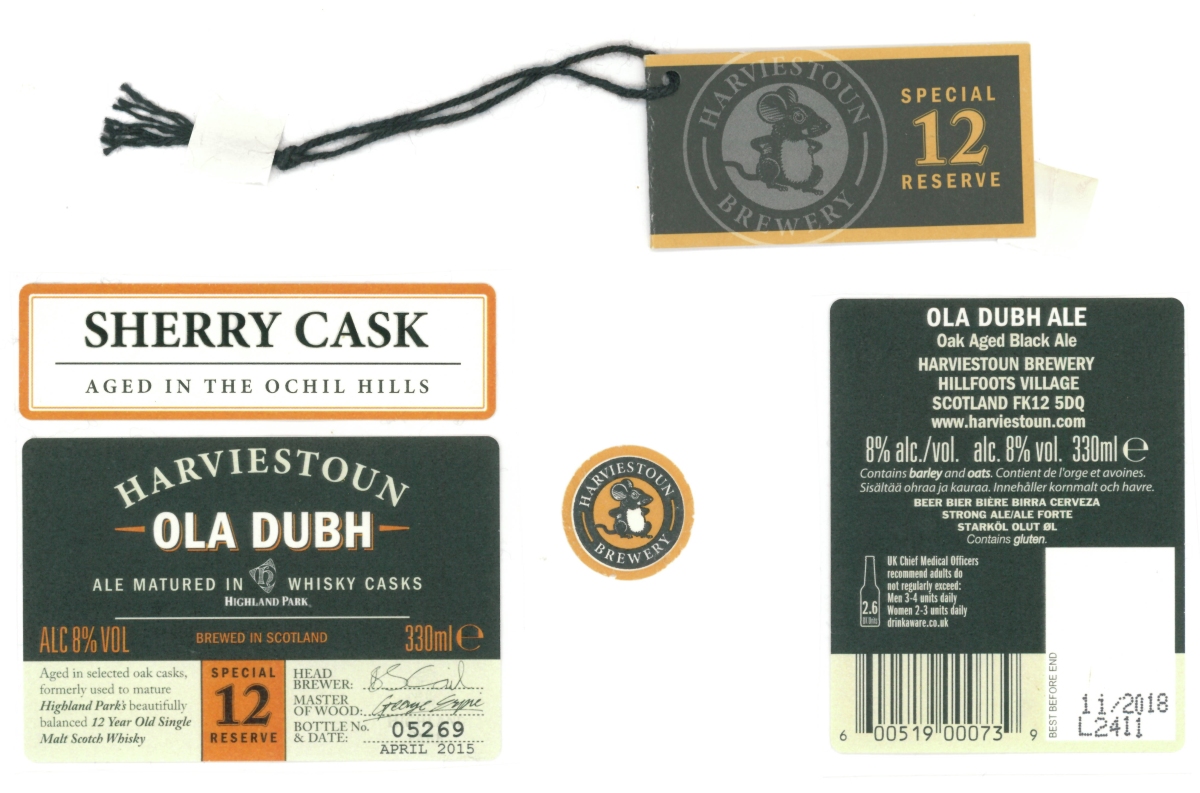 HARVIESTOUN
BREWERY
SPECIAL
12
RESERVE
SHERRY CASK
AGED IN THE OCHIL HILLS
HARVIESTOUN
OLA DUBH
ALE MATURED IN WHISKY CASKS
HIGHLAND PARK
ALC 8% VOL
BREWED IN SCOTLAND
330ml e
Aged in selected oak casks,
formerly used to mature
Highland Park's beautifully
balanced 12 Year Old Single
Malt Scotch Whisky
SPECIAL
12
RESERVE
HEAD
BREWER:
MASTER
OF WOOD:
BOTTLE No.
& DATE:
05269
APRIL 2015
HARVIESTOUN
BREWERY
OLA DUBH ALE
Oak Aged Black Ale
HARVIESTOUN BREWERY
HILLFOOTS VILLAGE
SCOTLAND FK12 5DQ
www.harviestoun.com
8% alc./vol. alc. 8% vol. 330ml e
Contains barley and oats. Contient de l'orge et avoines.
Sisältää ohraa ja kauraa. Innehåller kornmalt och havre.
BEER BIER BIÈRE BIRRA CERVEZA
STRONG ALE/ALE FORTE
STARKÖL OLUT ØL
Contains gluten.
2.6
UK Units
UK Chief Medical Officers
recommend adults do
not regularly exceed:
Men 3-4 units daily
Women 2-3 units daily
drinkaware.co.uk
6 00519 00073 9
BEST BEFORE END
11/2018
L2411